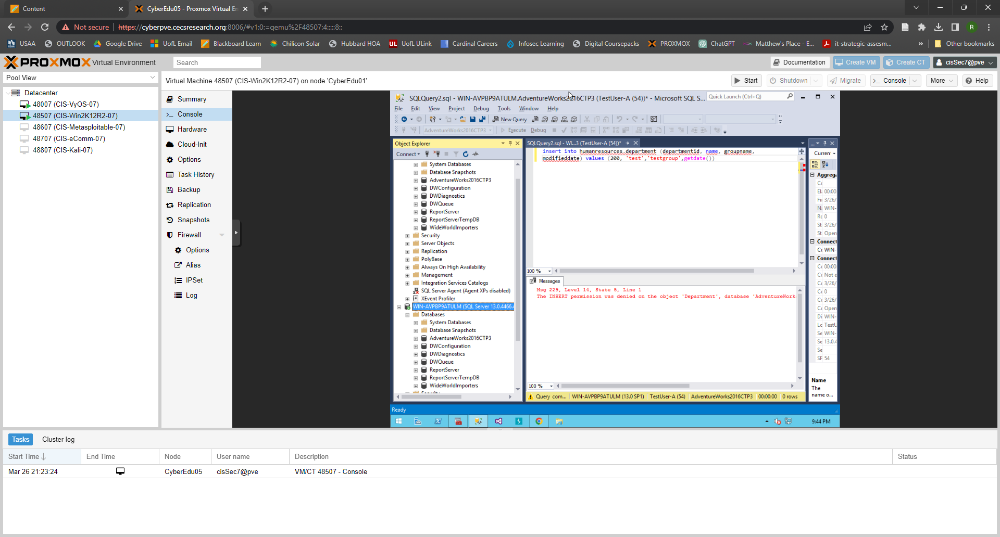 Content
CyberEdu05 - Proxmox Virtual En
Not secure
https://cyberpve.cecsresearch.org:8006/#v1:0:=qemu%2F48507:4:::::8::
R
USAA
OUTLOOK
Google Drive
UofL Email
Blackboard Learn
Chilicon Solar
Hubbard HOA
UL UofL ULink
Cardinal Careers
Infosec Learning
Digital Coursepacks
PROXMOX
ChatGPT
Matthew's Place - E...
it-strategic-assesm...
»
Other bookmarks
PROXMOX Virtual Environment
Search
Documentation
Create VM
Create CT
cisSec7@pve
Pool View
Virtual Machine 48507 (CIS-Win2K12R2-07) on node 'CyberEdu01'
Start
Shutdown
Migrate
Console
More
Help
Datacenter
48007 (CIS-VyOS-07)
48507 (CIS-Win2K12R2-07)
48607 (CIS-Metasploitable-07)
48707 (CIS-eComm-07)
48807 (CIS-Kali-07)
Summary
Console
Hardware
Cloud-Init
Options
Task History
Backup
Replication
Snapshots
Firewall
Options
Alias
IPSet
Log
SQLQuery2.sql - WIN-AVPBP9ATULM.AdventureWorks2016CTP3 (TestUser-A (54))* - Microsoft SQL S...
Quick Launch (Ctrl+Q)
File Edit View Project Debug Tools Window Help
New Query
AdventureWorks2016CTP3
Execute
Debug
Object Explorer
Connect
System Databases
Database Snapshots
AdventureWorks2016CTP3
DWConfiguration
DWDiagnostics
DWQueue
ReportServer
ReportServerTempDB
WideWorldImporters
Security
Server Objects
Replication
PolyBase
Always On High Availability
Management
Integration Services Catalogs
SQL Server Agent (Agent XPs disabled)
XEvent Profiler
WIN-AVPBP9ATULM (SQL Server 13.0.4466.4
Databases
System Databases
Database Snapshots
AdventureWorks2016CTP3
DWConfiguration
DWDiagnostics
DWQueue
ReportServer
ReportServerTempDB
WideWorldImporters
SQLQuery2.sql - WI...3 (TestUser-A (54))*
insert into humanresources.department (departmentid, name, groupname,
modifieddate) values (200, 'test','testgroup',getdate())
100 %
Messages
Msg 229, Level 14, State 5, Line 1
The INSERT permission was denied on the object 'Department', database 'AdventureWork
100 %
Query com...
WIN-AVPBP9ATULM (13.0 SP1)
TestUser-A (54)
AdventureWorks2016CTP3
00:00:00
0 rows
Curren
Aggrega
El 00:00
Fi 3/26/
N WIN-
Rc 0
St 3/26/
St Open
Connect
Cc WIN-
Connect
Cc 00:00
Cc Not e
Cc 3/26/
Cc 0
Cc 3/26/
Cc Open
Di WIN-
Lc TestU
Se WIN-
Se 13.0.4
Se
SF 54
Name
The
name o...
Ready
9:44 PM
Tasks
Cluster log
Start Time
End Time
Node
User name
Description
Status
Mar 26 21:23:24
CyberEdu05
cisSec7@pve
VM/CT 48507 - Console